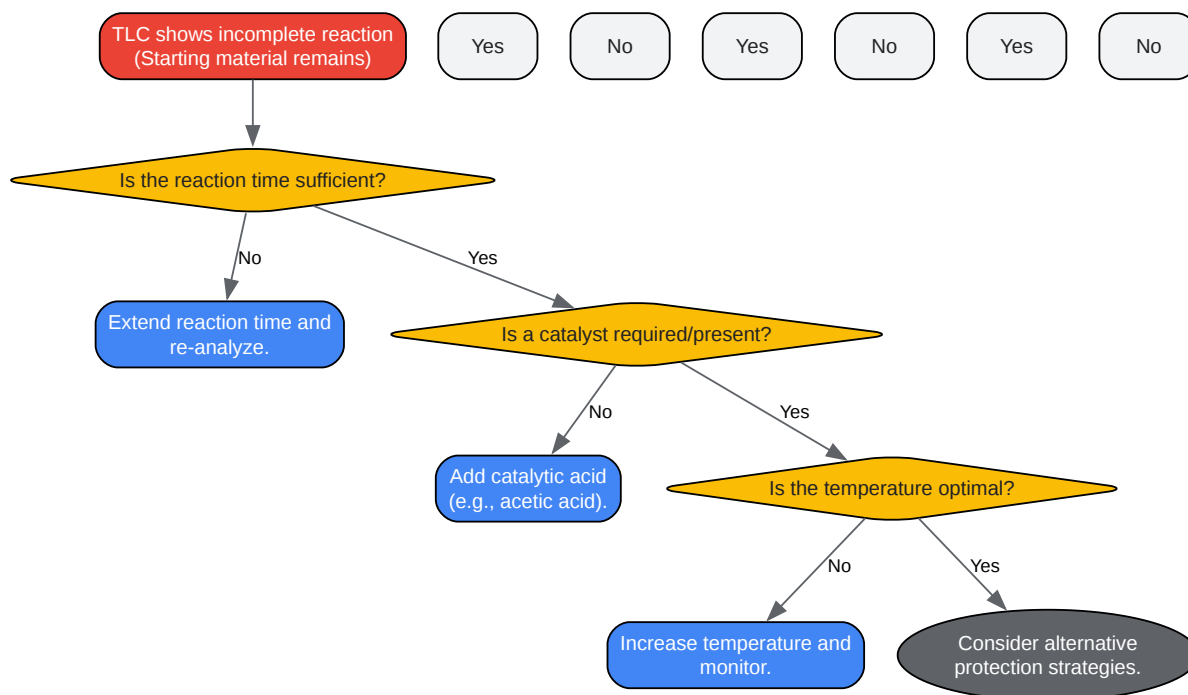 TLC shows incomplete reaction
(Starting material remains)
Yes
No
Yes
No
Yes
No
Is the reaction time sufficient?
No
Yes
Extend reaction time and
re-analyze.
Is a catalyst required/present?
No
Yes
Add catalytic acid
(e.g., acetic acid).
Is the temperature optimal?
No
Yes
Increase temperature and
monitor.
Consider alternative
protection strategies.